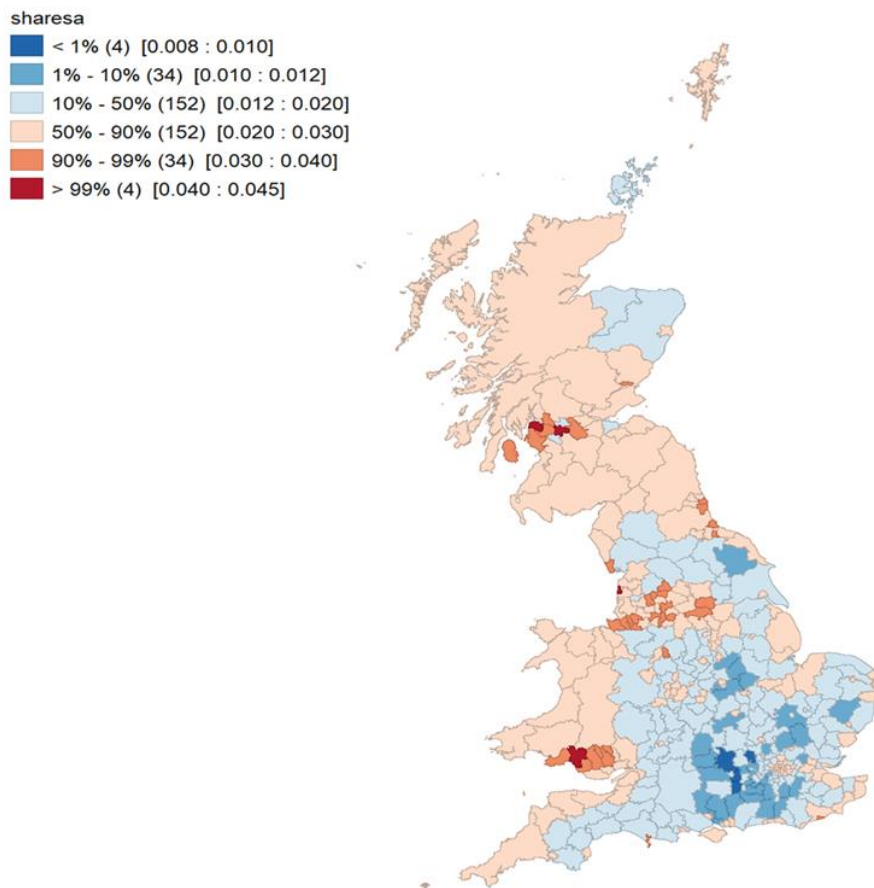 sharesa
< 1% (4) [0.008 : 0.010]
1% - 10% (34) [0.010 : 0.012]
10% - 50% (152) [0.012 : 0.020]
50% - 90% (152) [0.020 : 0.030]
90% - 99% (34) [0.030 : 0.040]
> 99% (4) [0.040 : 0.045]